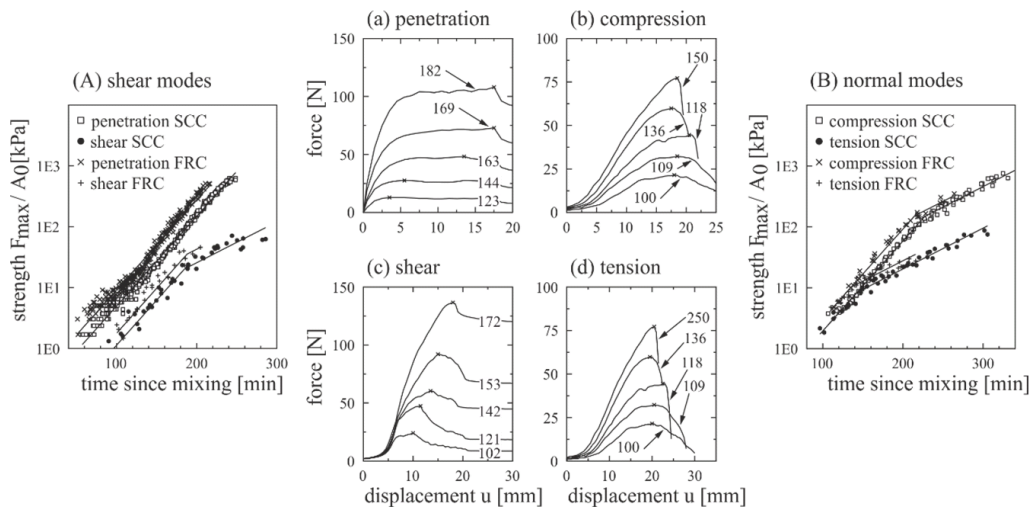 (A) shear modes
penetration SCC
shear SCC
penetration FRC
shear FRC
strength Fmax/ A0[kPa]
1E3
1E2
1E1
1E0
100
200
300
time since mixing [min]
(a) penetration
force [N]
150
100
50
0
182
169
163
144
123
0 5 10 15 20
(b) compression
100
75
50
25
0
150
118
136
109
100
0 5 10 15 20 25
(c) shear
force [N]
150
100
50
0
172
153
142
121
102
0 10 20 30
displacement u [mm]
(d) tension
100
75
50
25
0
250
136
118
109
100
0 10 20 30
displacement u [mm]
(B) normal modes
compression SCC
tension SCC
compression FRC
tension FRC
strength Fmax/ A0 [kPa]
1E3
1E2
1E1
1E0
100
200
300
time since mixing [min]